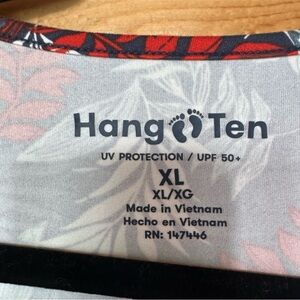 Hang Ten
UV PROTECTION / UPF 50+
XL
XL/XG
Made in Vietnam
Hecho en Vietnam
RN: 147446